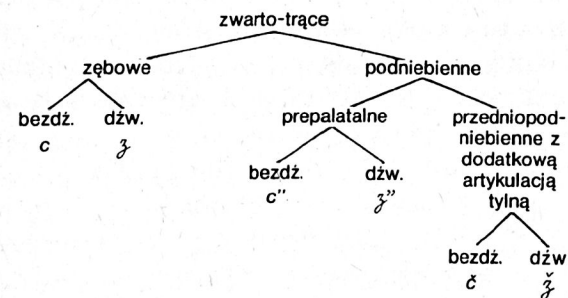 zwarto-trące
zębowe podniebienne
bezdź. dźw. prepalatalne przedniopod-
c ʒ niebienne z
dodatkową
bezdź. dźw. artykulacją
c'' ʒ'' tylną
bezdź. dźw
č ǯ